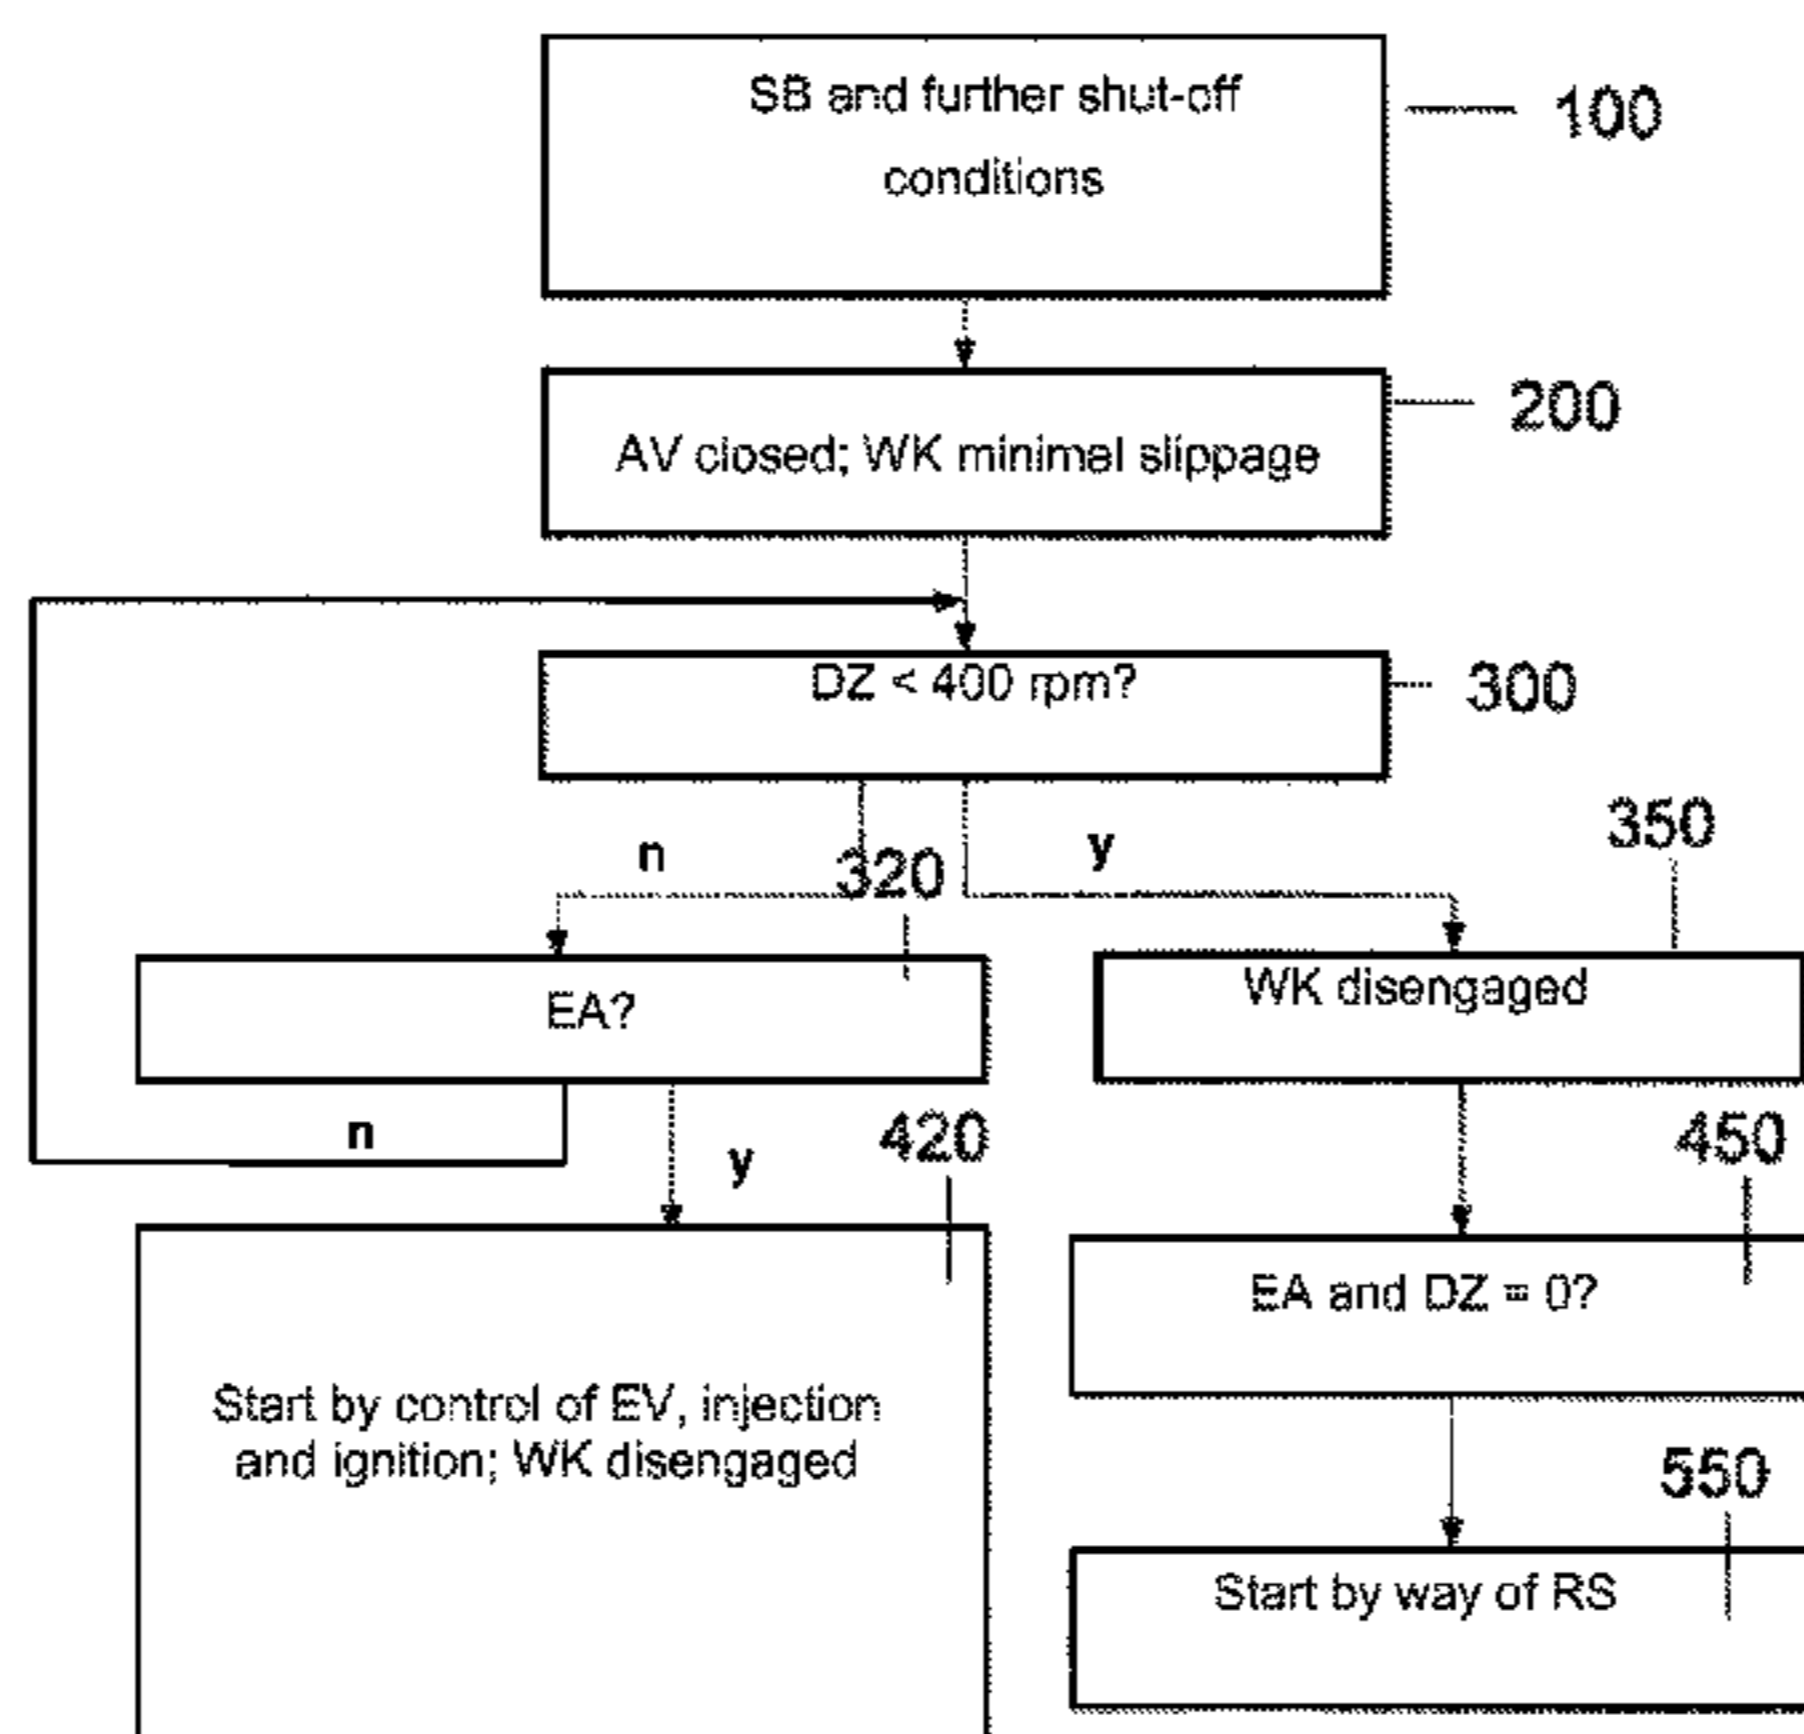 SB and further shut-off
conditions
100
AV closed; WK minimal slippage
200
DZ < 400 rpm?
300
n
320
y
350
EA?
WK disengaged
n
y
420
450
Start by control of EV, injection
and ignition; WK disengaged
EA and DZ = 0?
550
Start by way of RS